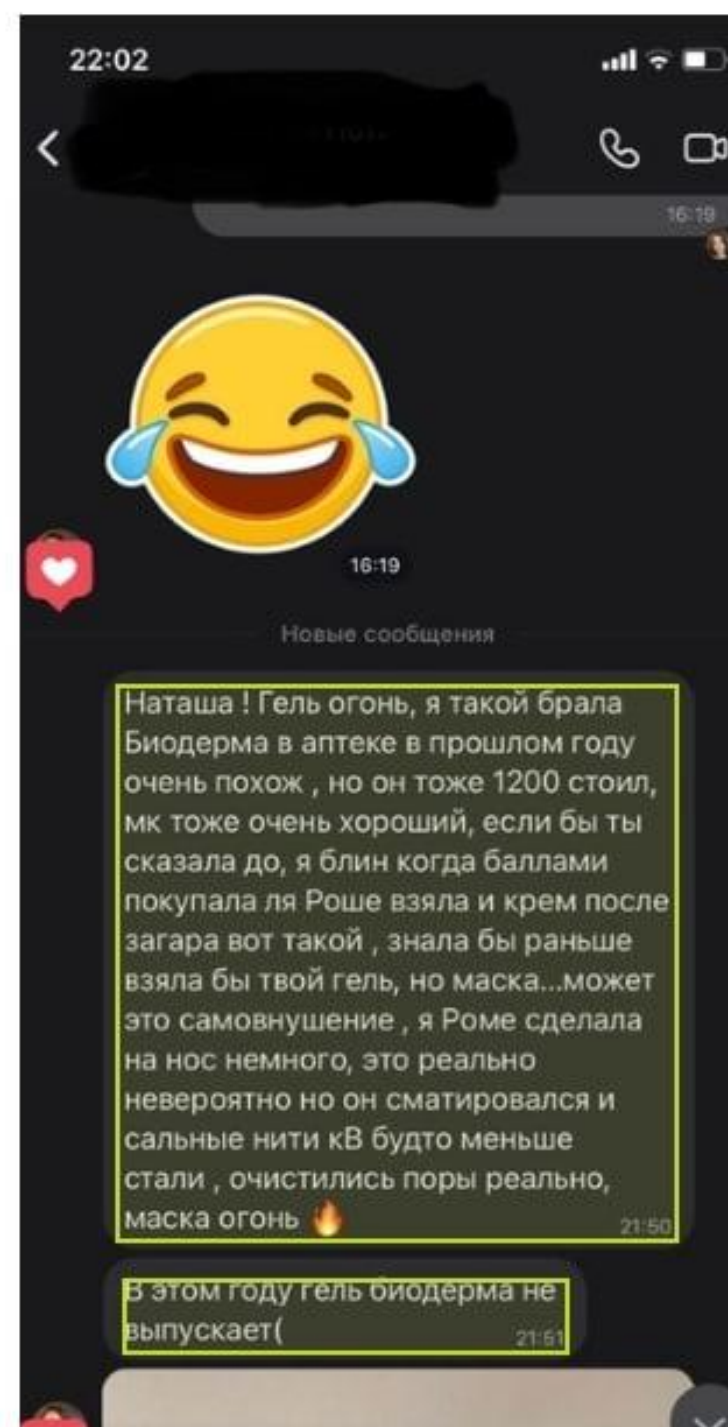 22:02
16:19
16:19
Новые сообщения
Наташа ! Гель огонь, я такой брала
Биодерма в аптеке в прошлом году
очень похож , но он тоже 1200 стоил,
мк тоже очень хороший, если бы ты
сказала до, я блин когда баллами
покупала ля Роше взяла и крем после
загара вот такой , знала бы раньше
взяла бы твой гель, но маска...может
это самовнушение , я Роме сделала
на нос немного, это реально
невероятно но он сматировался и
сальные нити кВ будто меньше
стали , очистились поры реально,
маска огонь 🔥
21:50
В этом году гель биодерма не
выпускает(
21:51